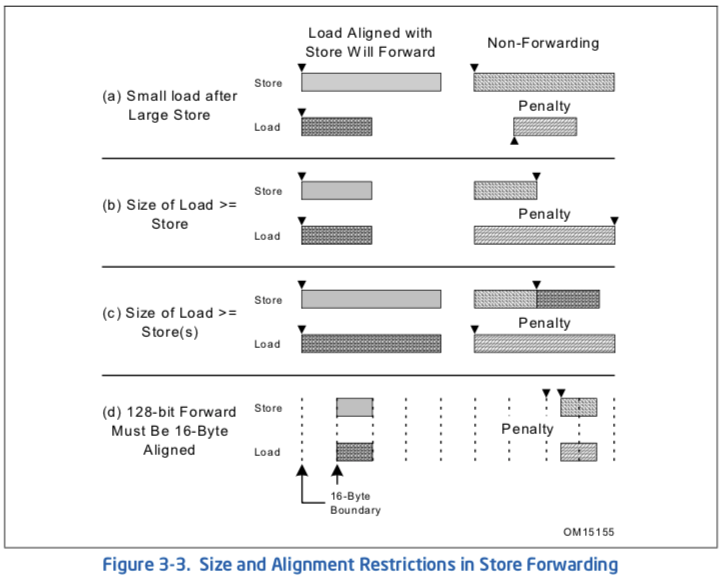 Load Aligned with
Store Will Forward
Non-Forwarding
(a) Small load after
Large Store
Store
Penalty
Load
(b) Size of Load >=
Store
Store
Penalty
Load
(c) Size of Load >=
Store(s)
Store
Penalty
Load
(d) 128-bit Forward
Must Be 16-Byte
Aligned
Store
Penalty
Load
16-Byte
Boundary
OM15155
Figure 3-3. Size and Alignment Restrictions in Store Forwarding